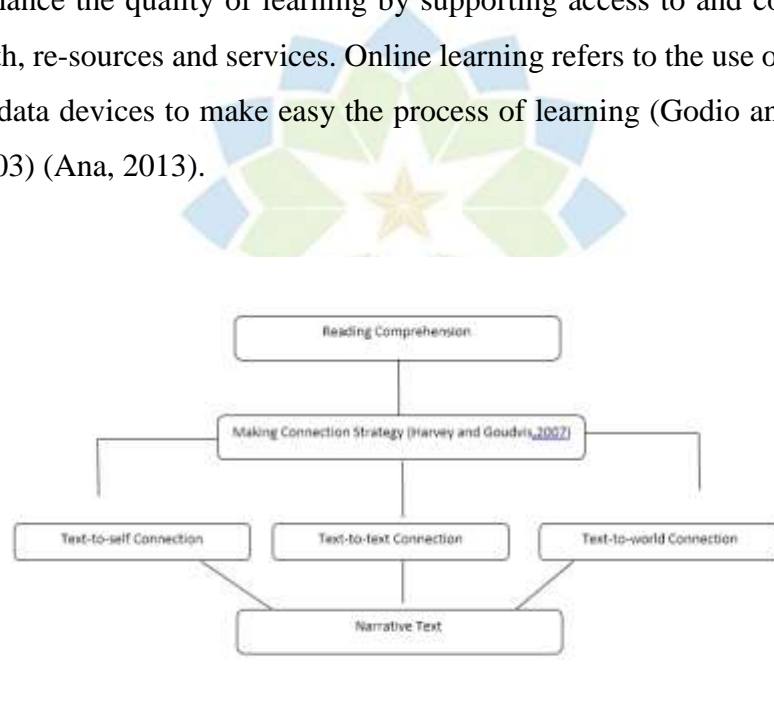 ance the quality of learning by supporting access to and co
h, re-sources and services. Online learning refers to the use o
data devices to make easy the process of learning (Godio an
03) (Ana, 2013).
Reading Comprehension
Making Connection Strategy (Harvey and Goudvis,2007)
Text-to-self Connection
Text-to-text Connection
Text-to-world Connection
Narrative Text